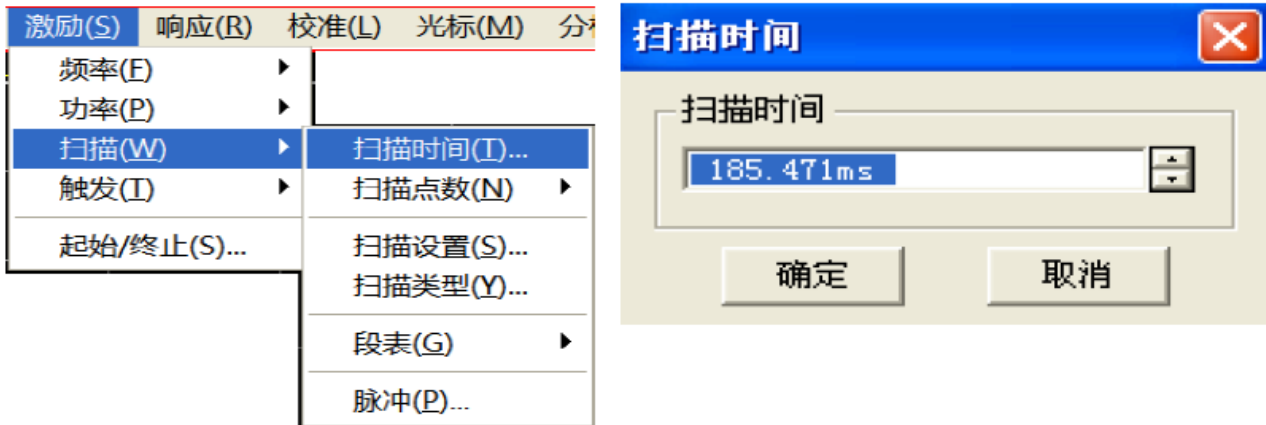 激励(S) 响应(R) 校准(L) 光标(M)
频率(F)
功率(P)
扫描(W)
触发(T)
起始/终止(S)...
扫描时间(T)...
扫描点数(N)
扫描设置(S)...
扫描类型(Y)...
段表(G)
脉冲(P)...
扫描时间
扫描时间
185.471ms
确定 取消